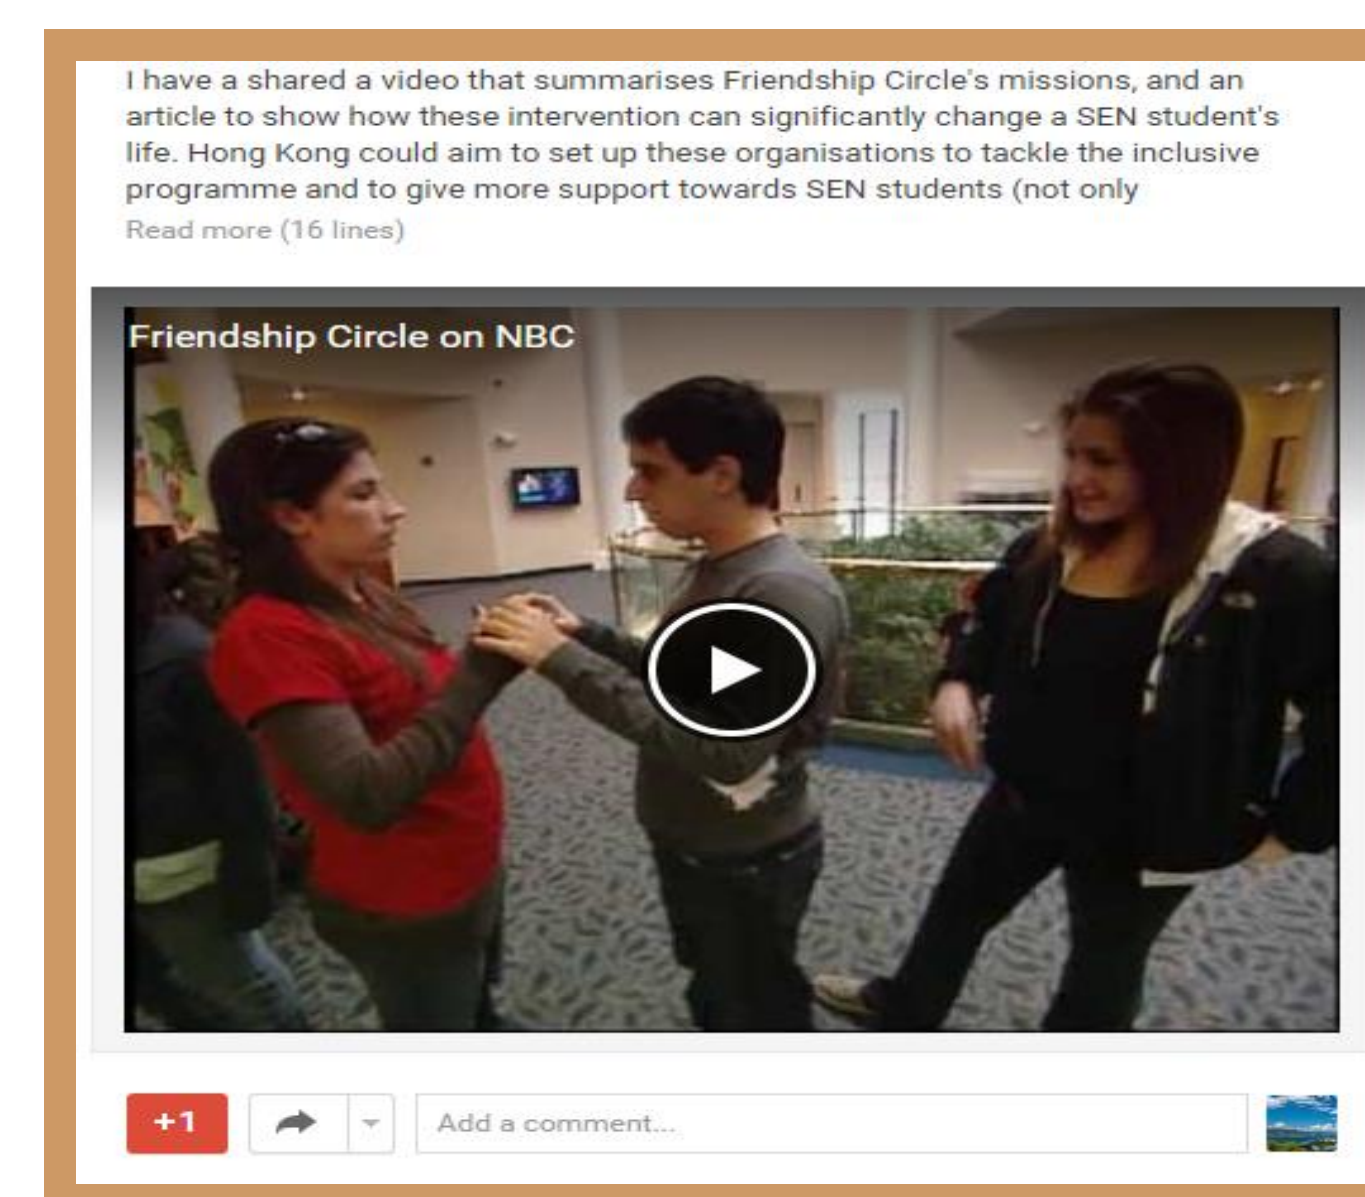 I have a shared a video that summarises Friendship Circle's missions, and an
article to show how these intervention can significantly change a SEN student's
life. Hong Kong could aim to set up these organisations to tackle the inclusive
programme and to give more support towards SEN students (not only
Read more (16 lines)
Friendship Circle on NBC
+1
Add a comment...